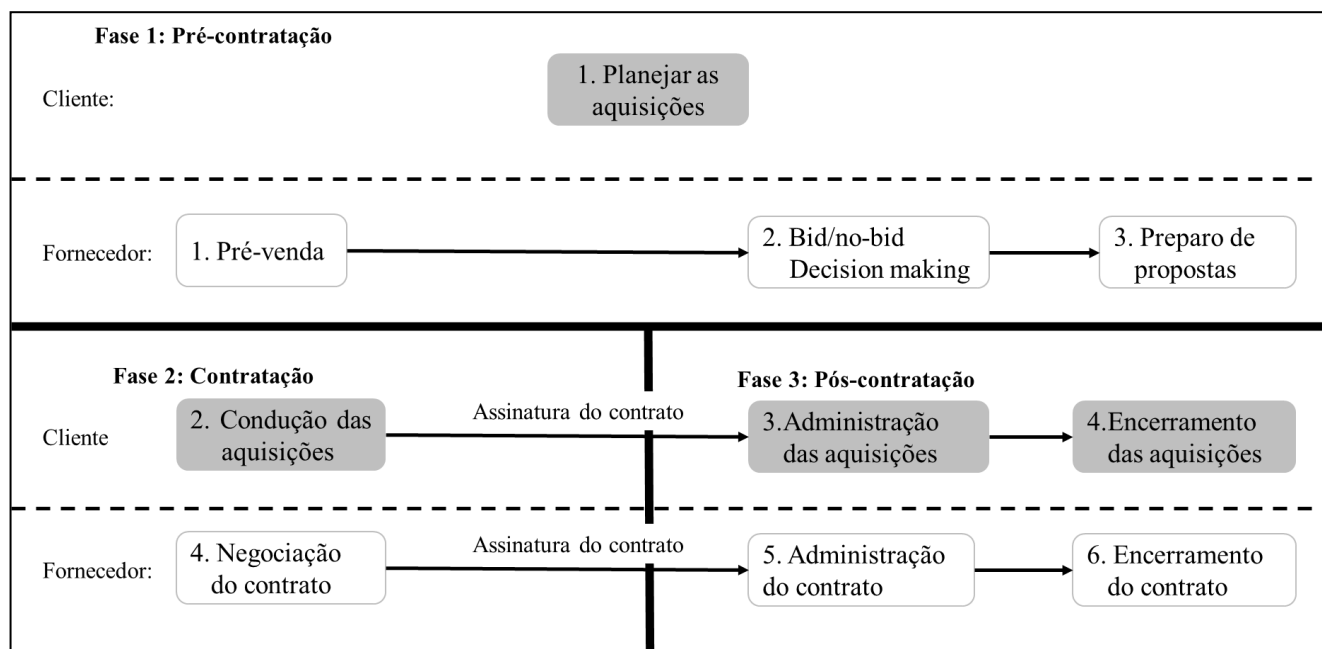 Fase 1: Pré-contratação
Cliente:
1. Planejar as
aquisições
Fornecedor:
1. Pré-venda
2. Bid/no-bid
Decision making
3. Preparo de
propostas
Fase 2: Contratação
Cliente
2. Condução das
aquisições
Assinatura do contrato
Fase 3: Pós-contratação
3.Administração
das aquisições
4.Encerramento
das aquisições
Fornecedor:
4. Negociação
do contrato
Assinatura do contrato
5. Administração
do contrato
6. Encerramento
do contrato